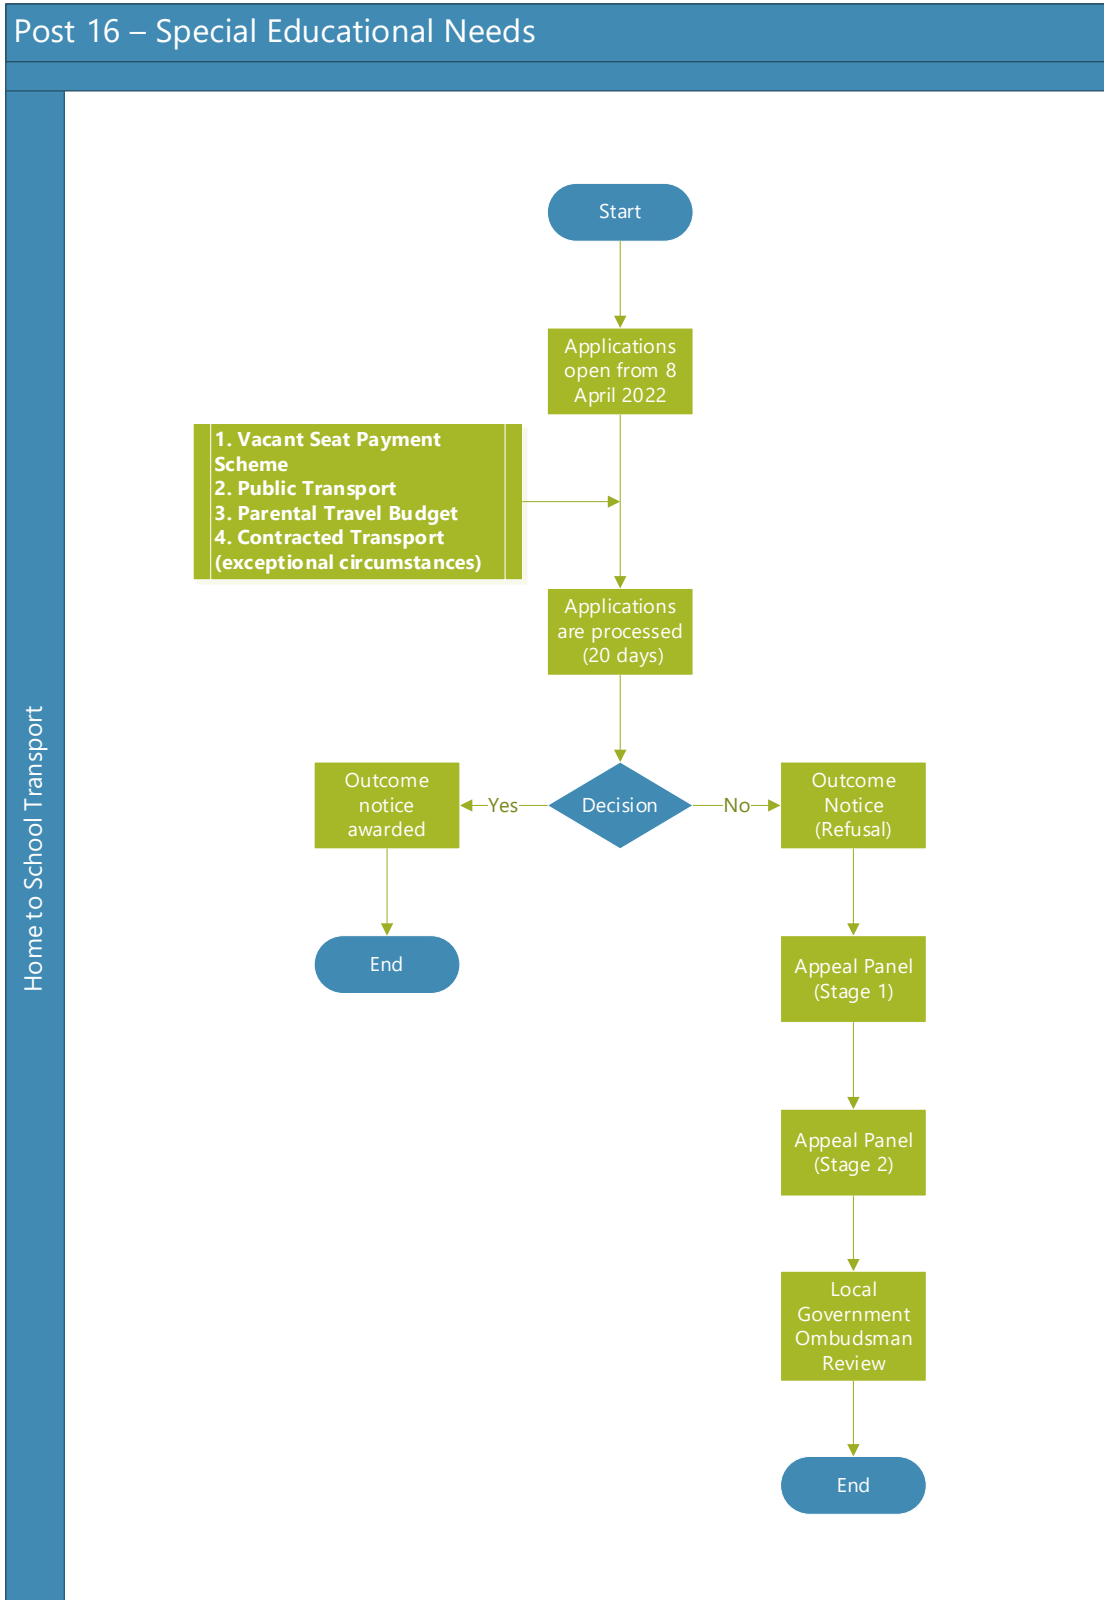 Post 16 – Special Educational Needs
Home to School Transport
Start
Applications
open from 8
April 2022
1. Vacant Seat Payment
Scheme
2. Public Transport
3. Parental Travel Budget
4. Contracted Transport
(exceptional circumstances)
Applications
are processed
(20 days)
Outcome
notice
awarded
Yes
Decision
No
Outcome
Notice
(Refusal)
End
Appeal Panel
(Stage 1)
Appeal Panel
(Stage 2)
Local
Government
Ombudsman
Review
End